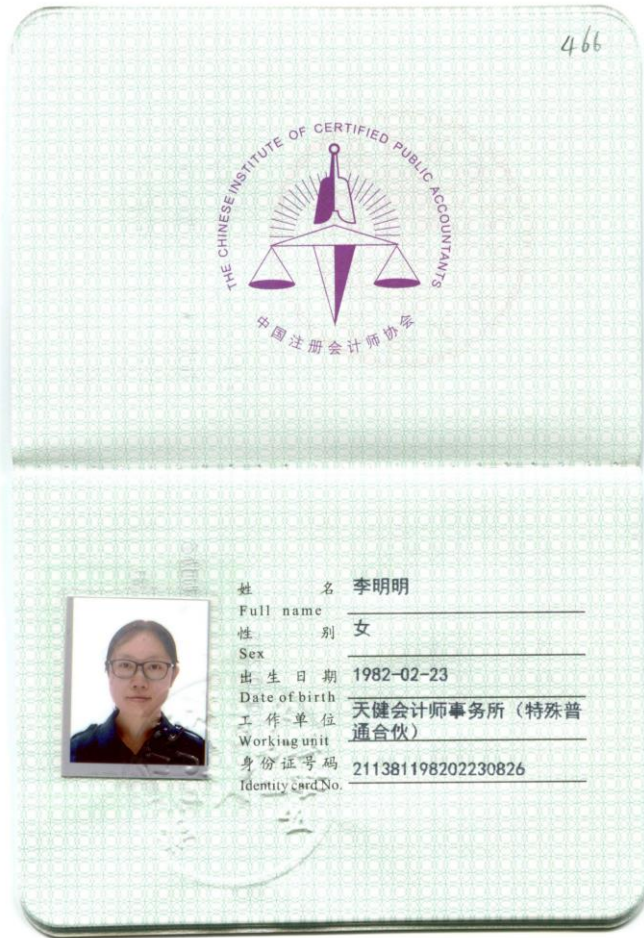 466
THE CHINESE INSTITUTE OF CERTIFIED PUBLIC ACCOUNTANTS
中国注册会计师协会
姓 名 李明明
Full name
性 别 女
Sex
出生日期 1982-02-23
Date of birth
工作单位 天健会计师事务所（特殊普
Working unit 通合伙）
身份证号码 211381198202230826
Identity card No.